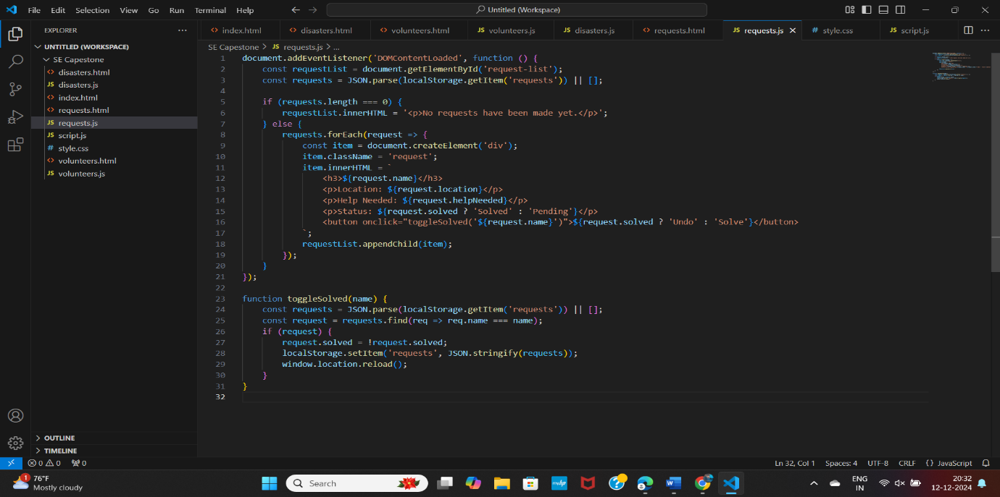 File Edit Selection View Go Run Terminal Help Untitled (Workspace)
EXPLORER
UNTITLED (WORKSPACE)
SE Capestone
disasters.html
disasters.js
index.html
requests.html
JS requests.js
JS script.js
# style.css
volunteers.html
JS volunteers.js
OUTLINE
TIMELINE
index.html disasters.html volunteers.html JS volunteers.js JS disasters.js requests.html JS requests.js # style.css JS script.js
SE Capestone > JS requests.js > ...
1 document.addEventListener('DOMContentLoaded', function () {
2 const requestList = document.getElementById('request-list');
3 const requests = JSON.parse(localStorage.getItem('requests')) || [];
4
5 if (requests.length === 0) {
6 requestList.innerHTML = '<p>No requests have been made yet.</p>';
7 } else {
8 requests.forEach(request => {
9 const item = document.createElement('div');
10 item.className = 'request';
11 item.innerHTML = `
12 <h3>${request.name}</h3>
13 <p>Location: ${request.location}</p>
14 <p>Help Needed: ${request.helpNeeded}</p>
15 <p>Status: ${request.solved ? 'Solved' : 'Pending'}</p>
16 <button onclick="toggleSolved('${request.name}')">${request.solved ? 'Undo' : 'Solve'}</button>
17 `;
18 requestList.appendChild(item);
19 });
20 }
21 });
22
23 function toggleSolved(name) {
24 const requests = JSON.parse(localStorage.getItem('requests')) || [];
25 const request = requests.find(req => req.name === name);
26 if (request) {
27 request.solved = !request.solved;
28 localStorage.setItem('requests', JSON.stringify(requests));
29 window.location.reload();
30 }
31 }
32
0 0 0 Ln 32, Col 1 Spaces: 4 UTF-8 CRLF {} JavaScript
1 76°F
Mostly cloudy
Search
myhp
ENG
IN
20:32
12-12-2024